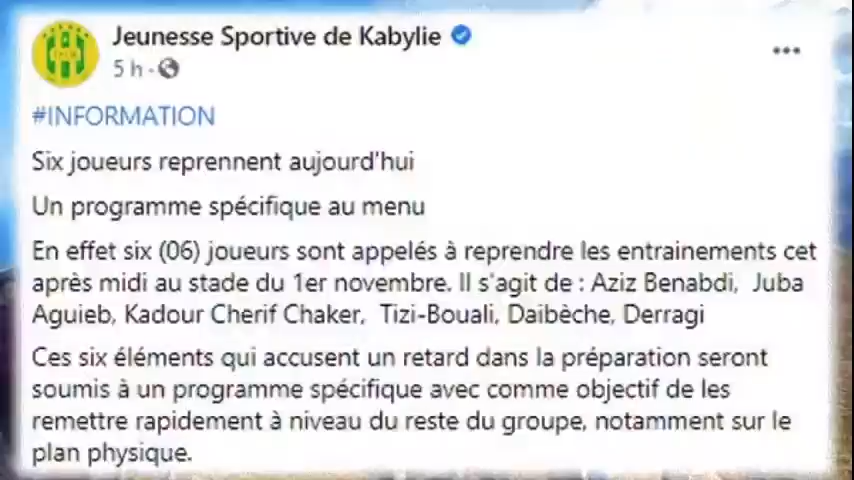 Jeunesse Sportive de Kabylie
5 h
#INFORMATION
Six joueurs reprennent aujourd'hui
Un programme spécifique au menu
En effet six (06) joueurs sont appelés à reprendre les entrainements cet
après midi au stade du 1er novembre. Il s'agit de : Aziz Benabdi, Juba
Aguieb, Kadour Cherif Chaker, Tizi-Bouali, Daibèche, Derragi
Ces six éléments qui accusent un retard dans la préparation seront
soumis à un programme spécifique avec comme objectif de les
remettre rapidement à niveau du reste du groupe, notamment sur le
plan physique.